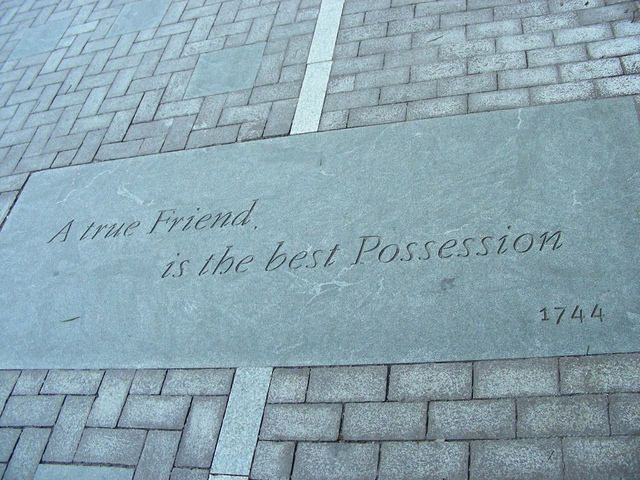 A true Friend,
is the best Possession
1744